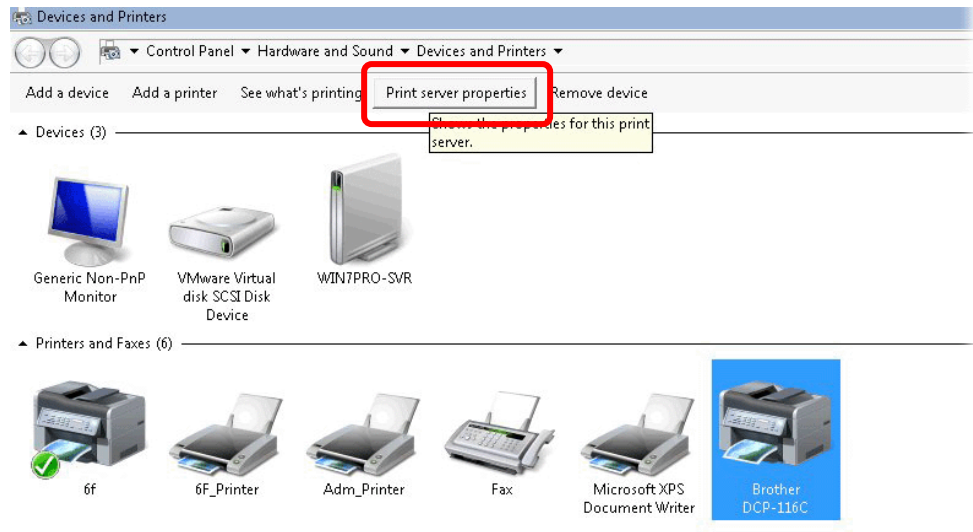 Devices and Printers
Control Panel ▾ Hardware and Sound ▾ Devices and Printers ▾
Add a device Add a printer See what's printing Print server properties Remove device
Devices (3)
Shows the properties for this print
server.
Generic Non-PnP
Monitor
VMware Virtual
disk SCSI Disk
Device
WIN7PRO-SVR
Printers and Faxes (6)
6f
6F_Printer
Adm_Printer
Fax
Microsoft XPS
Document Writer
Brother
DCP-116C